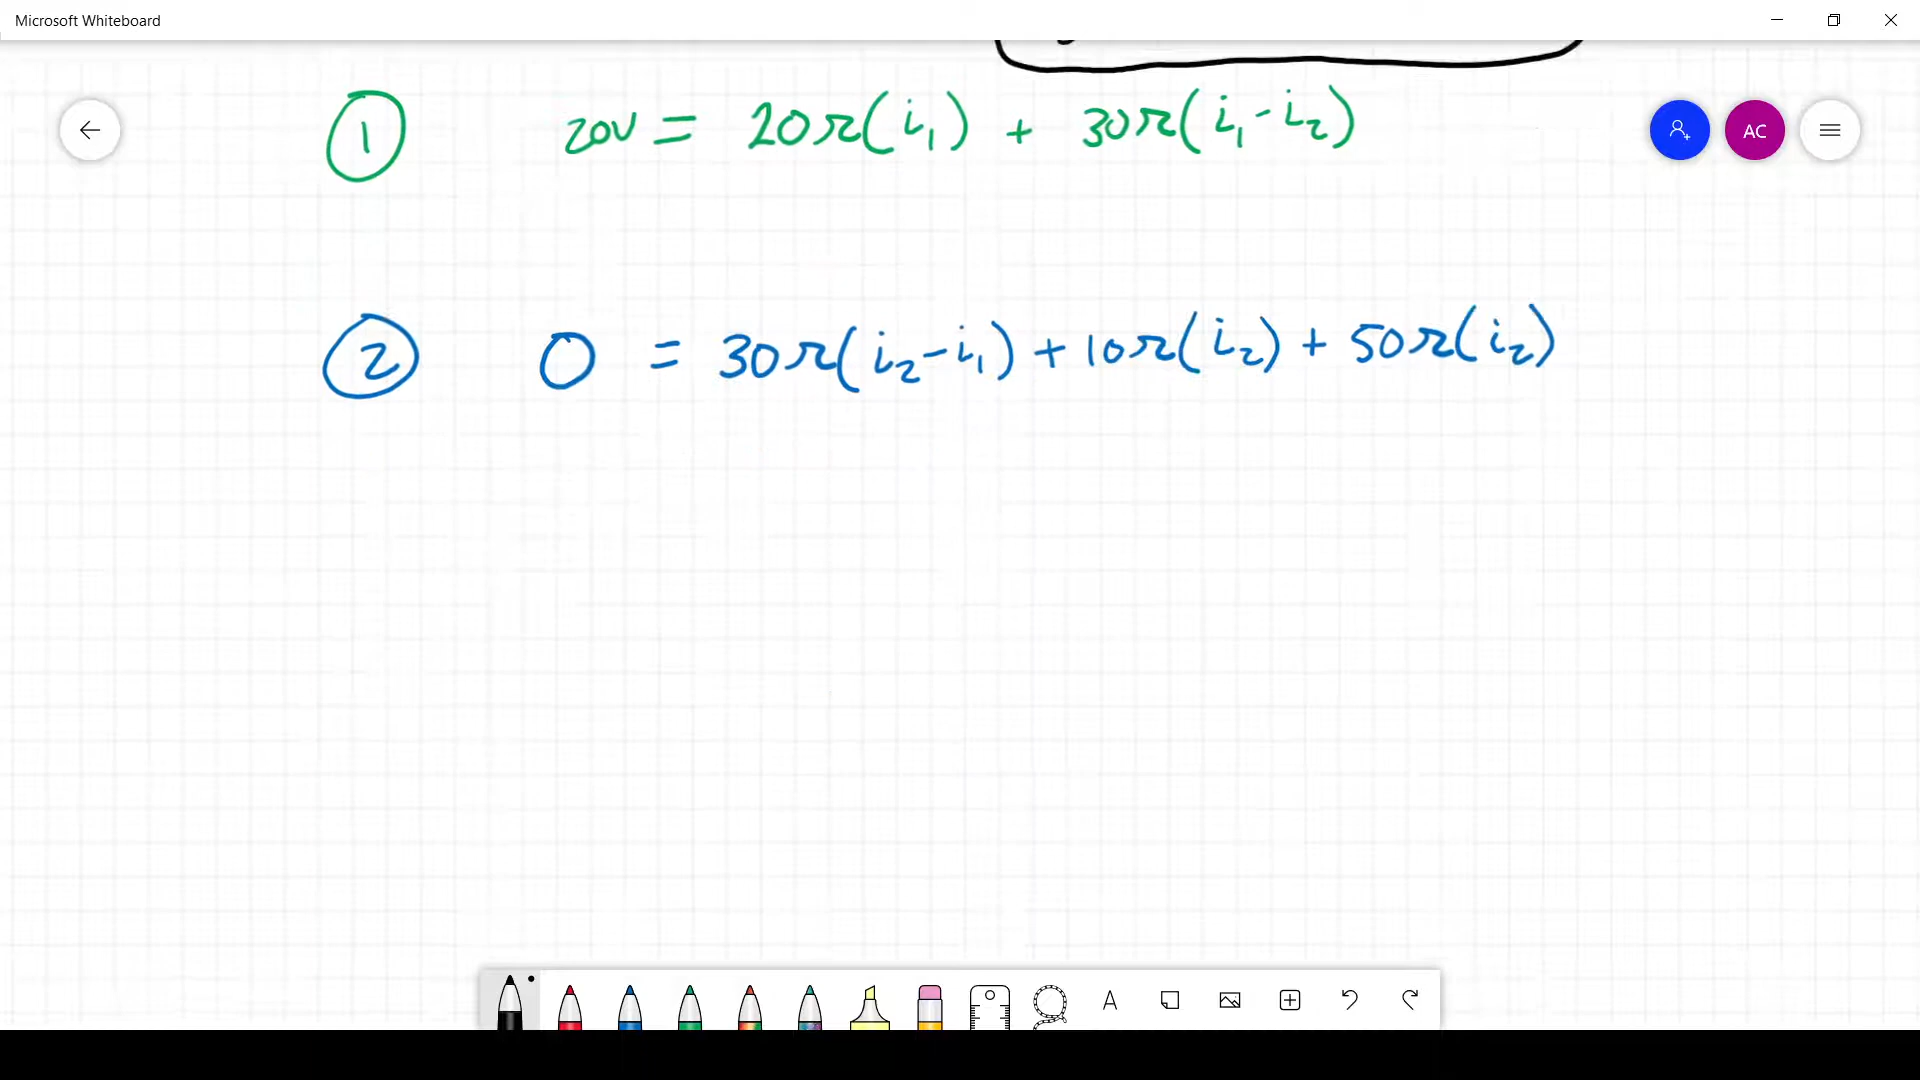 Microsoft Whiteboard
① 20V = 20Ω(i₁) + 30Ω(i₁-i₂)
AC
② 0 = 30Ω(i₂-i₁) + 10Ω(i₂) + 50Ω(i₂)
A